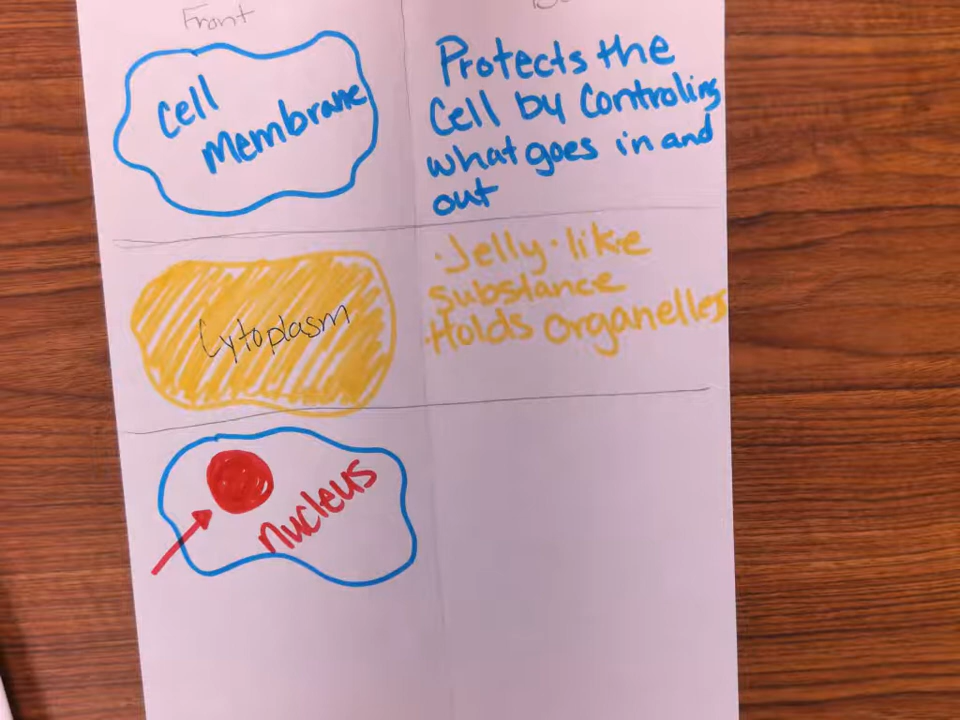 Front
Cell
Membrane
Protects the
Cell by Controling
what goes in and
out
Cytoplasm
· Jelly-like
substance
· Holds organelles
nucleus